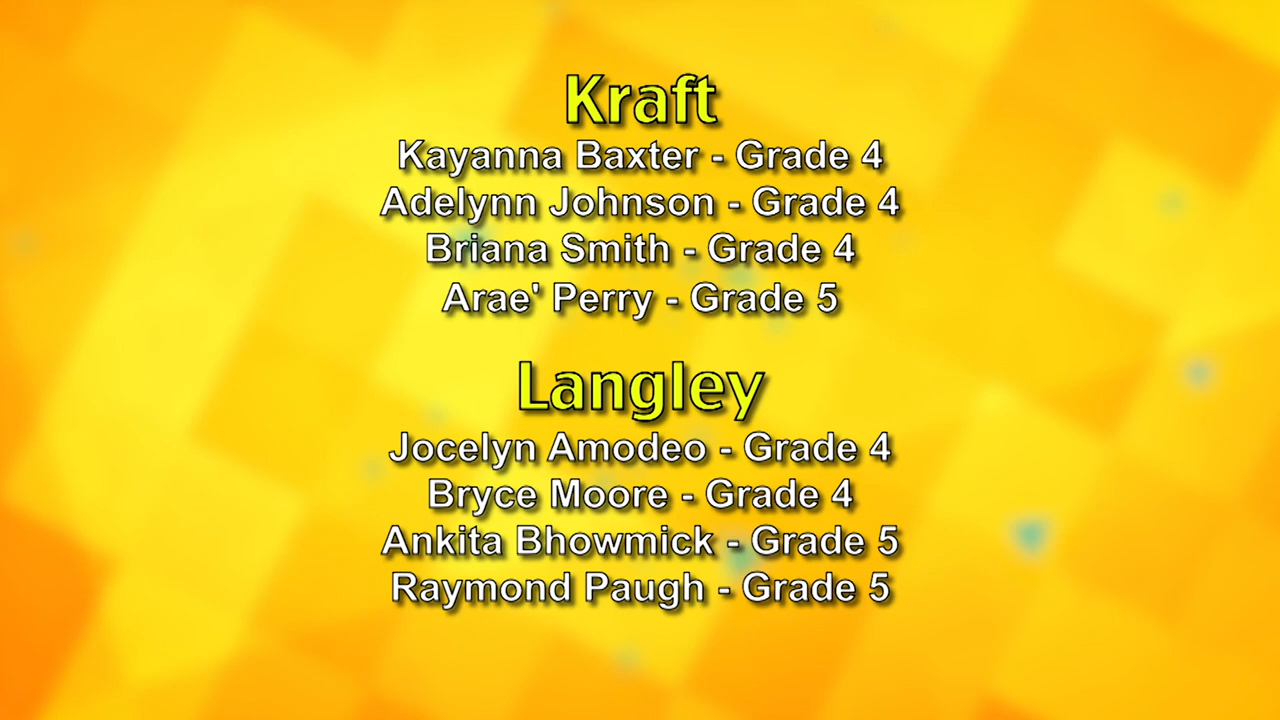 Kraft
Kayanna Baxter - Grade 4
Adelynn Johnson - Grade 4
Briana Smith - Grade 4
Arae' Perry - Grade 5
Langley
Jocelyn Amodeo - Grade 4
Bryce Moore - Grade 4
Ankita Bhowmick - Grade 5
Raymond Paugh - Grade 5